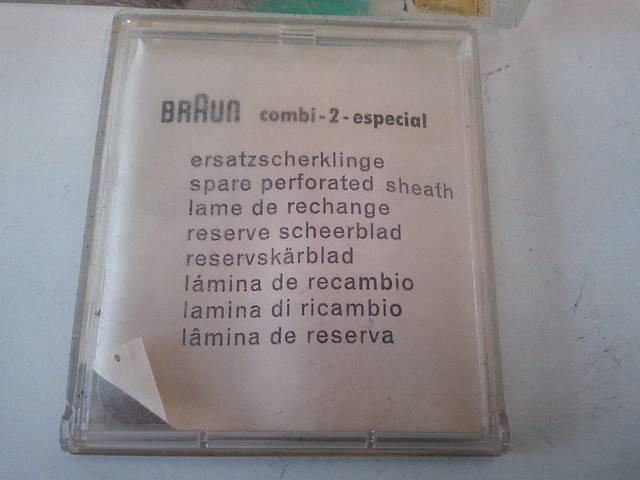 BRAUN combi-2-especial
ersatzscherklinge
spare perforated sheath
lame de rechange
reserve scheerblad
reservskärblad
lámina de recambio
lamina di ricambio
lâmina de reserva